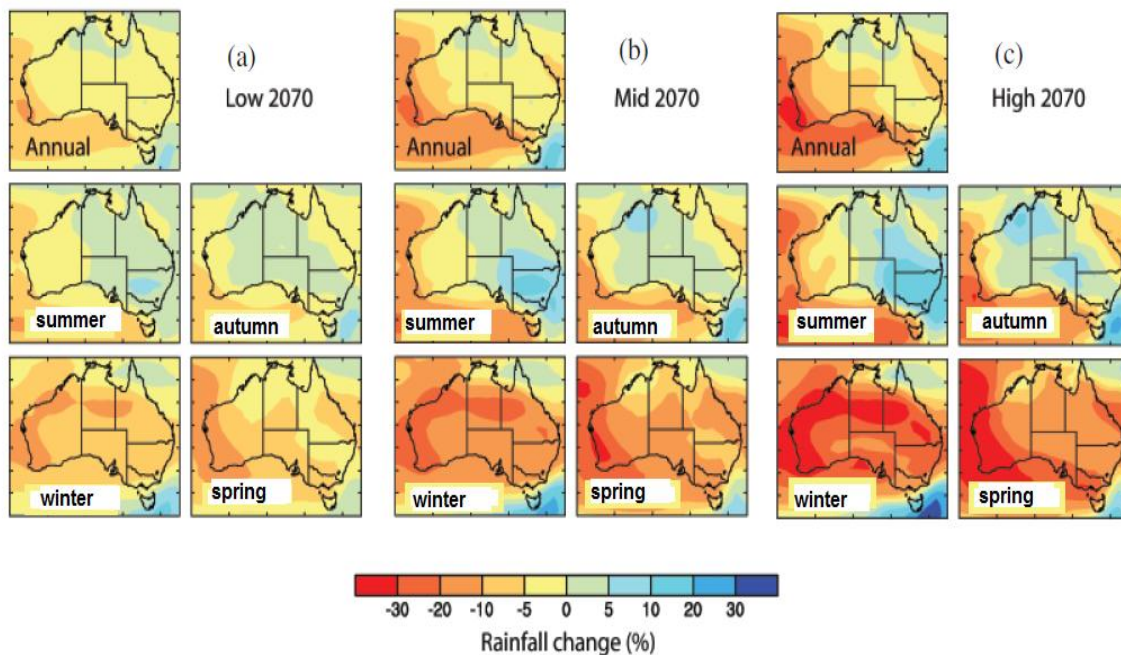 (a)
Low 2070
Annual
(b)
Mid 2070
Annual
(c)
High 2070
Annual
summer
autumn
summer
autumn
summer
autumn
winter
spring
winter
spring
winter
spring
-30 -20 -10 -5 0 5 10 20 30
Rainfall change (%)